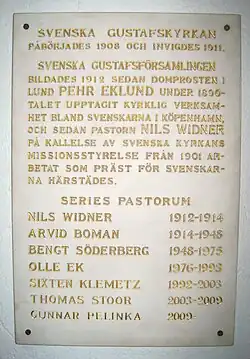 SVENSKA GUSTAFSKYRKAN
PÅBÖRJADES 1908 OCH INVIGDES 1911.
SVENSKA GUSTAFSFÖRSAMLINGEN
BILDADES 1912 SEDAN DOMPROSTEN I
LUND PEHR EKLUND UNDER 1890-
TALET UPPTAGIT KYRKLIG VERKSAM-
HET BLAND SVENSKARNA I KÖPENHAMN,
OCH SEDAN PASTORN NILS WIDNER
PÅ KALLELSE AV SVENSKA KYRKANS
MISSIONSSTYRELSE FRÅN 1901 AR-
BETAT SOM PRÄST FÖR SVENSKAR-
NA HÄRSTÄDES.
SERIES PASTORUM
NILS WIDNER 1912-1914
ARVID BOMAN 1914-1948
BENGT SÖDERBERG 1948-1975
OLLE EK 1976-1993
SIXTEN KLEMETZ 1992-2003
THOMAS STOOR 2003-2009
GUNNAR PELINKA 2009-